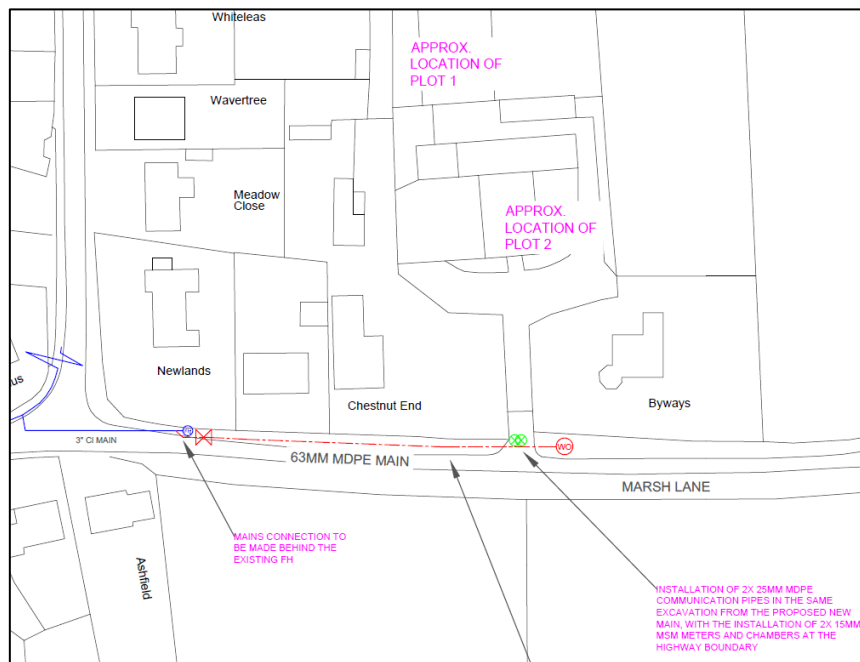 Whiteleas
APPROX.
LOCATION OF
PLOT 1
Wavertree
Meadow
Close
APPROX.
LOCATION OF
PLOT 2
Newlands
Chestnut End
Byways
us
FH
3" CI MAIN
WO
63MM MDPE MAIN
MARSH LANE
MAINS CONNECTION TO
BE MADE BEHIND THE
EXISTING FH
Ashfield
INSTALLATION OF 2X 25MM MDPE
COMMUNICATION PIPES IN THE SAME
EXCAVATION FROM THE PROPOSED NEW
MAIN, WITH THE INSTALLATION OF 2X 15MM
MSM METERS AND CHAMBERS AT THE
HIGHWAY BOUNDARY